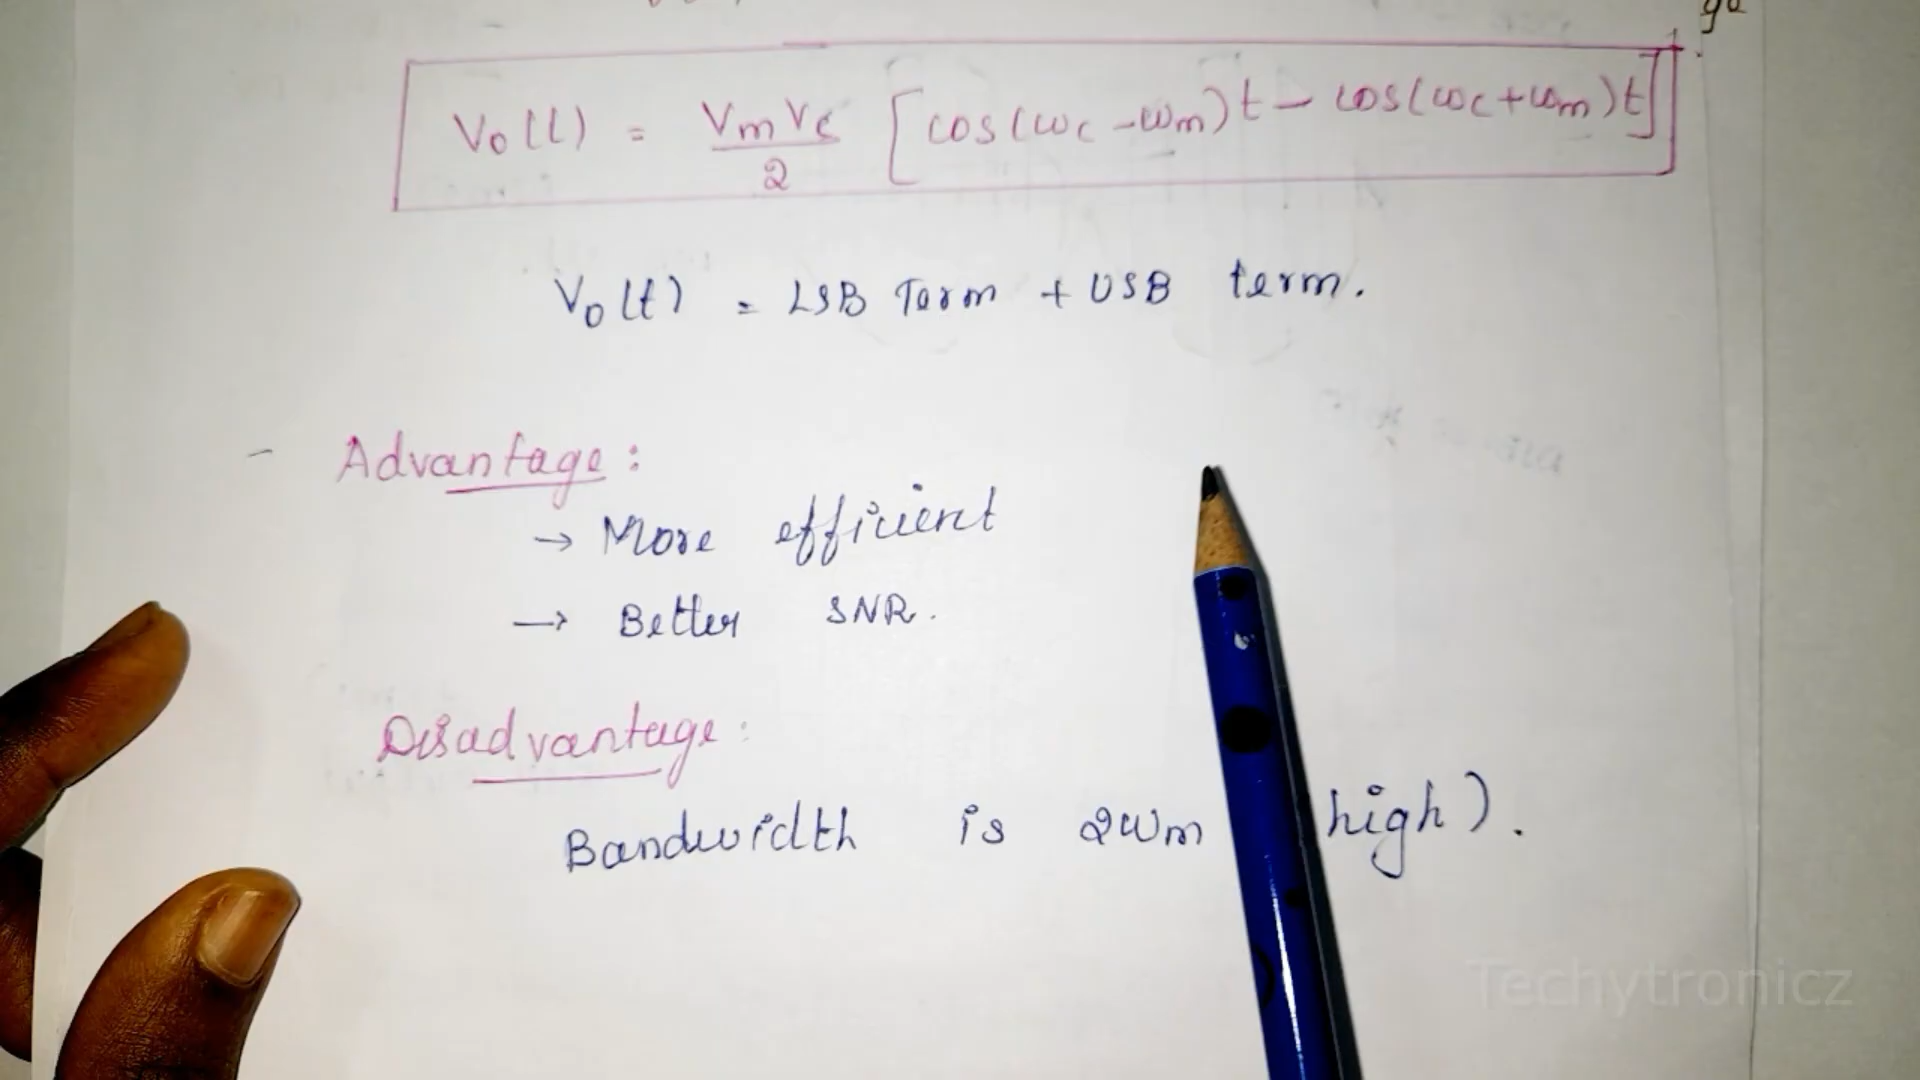 V₀(t) = VmVc/2 [cos(ωc-ωm)t - cos(ωc+ωm)t]
V₀(t) = LSB Term + USB term.
- Advantage:
→ More efficient
→ Better SNR.
Disadvantage:
Bandwidth is 2ωm high).
Techytronicz